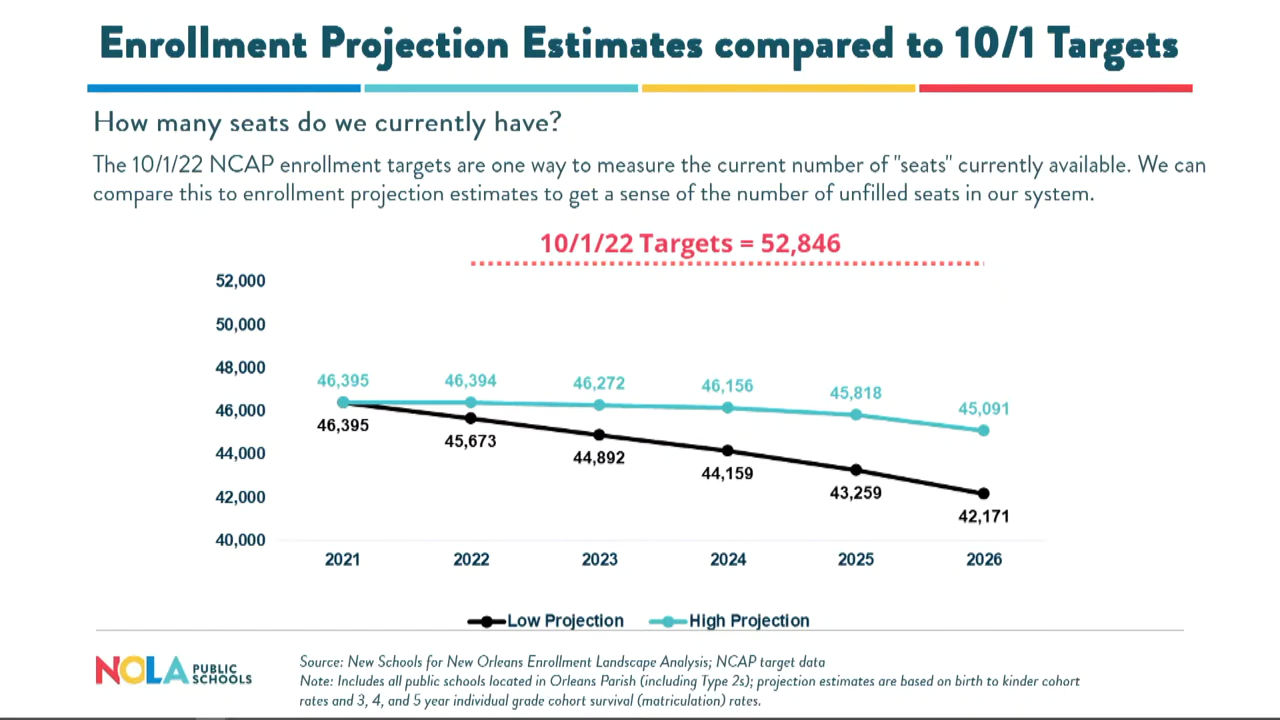 Enrollment Projection Estimates compared to 10/1 Targets
How many seats do we currently have?
The 10/1/22 NCAP enrollment targets are one way to measure the current number of "seats" currently available. We can
compare this to enrollment projection estimates to get a sense of the number of unfilled seats in our system.
10/1/22 Targets = 52,846
52,000
50,000
48,000
46,000
44,000
42,000
40,000
46,395
46,394
46,272
46,156
45,818
45,091
46,395
45,673
44,892
44,159
43,259
42,171
2021
2022
2023
2024
2025
2026
Low Projection
High Projection
NOLA PUBLIC
SCHOOLS
Source: New Schools for New Orleans Enrollment Landscape Analysis; NCAP target data
Note: Includes all public schools located in Orleans Parish (including Type 2s); projection estimates are based on birth to kinder cohort
rates and 3, 4, and 5 year individual grade cohort survival (matriculation) rates.